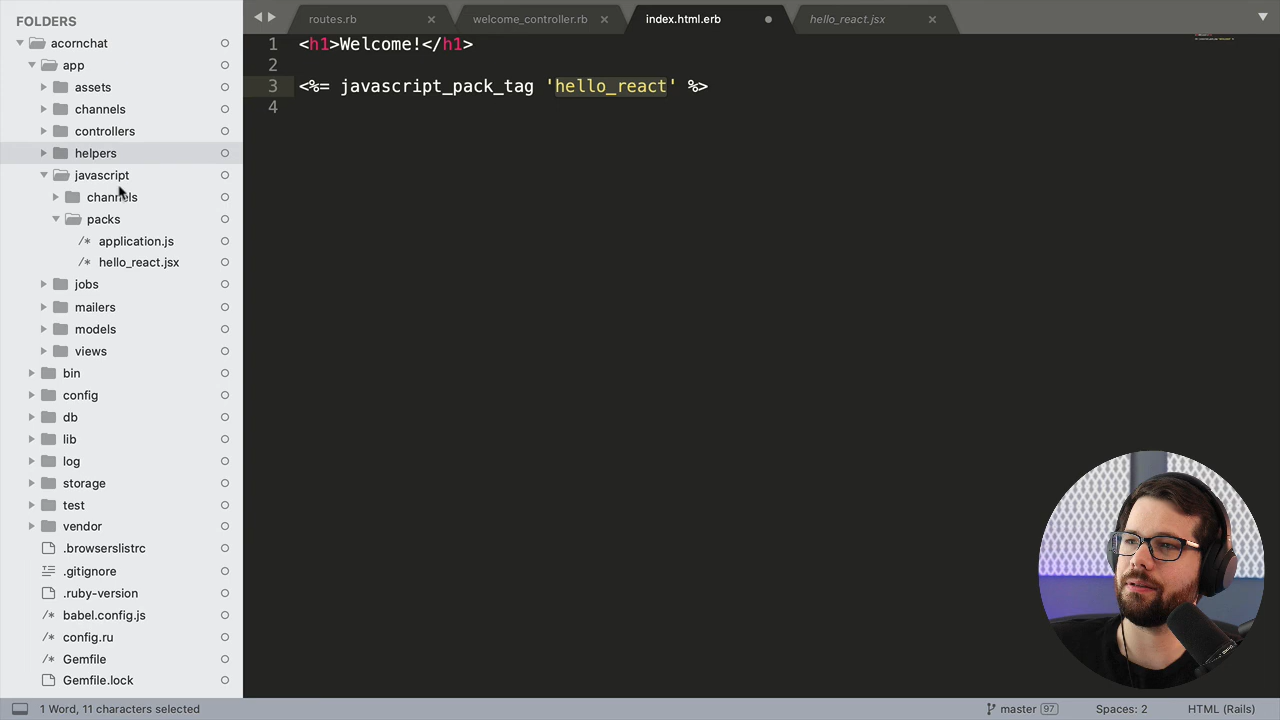 FOLDERS
acornchat
app
assets
channels
controllers
helpers
javascript
channels
packs
/* application.js
/* hello_react.jsx
jobs
mailers
models
views
bin
config
db
lib
log
storage
test
vendor
.browserslistrc
.gitignore
.ruby-version
/* babel.config.js
/* config.ru
/* Gemfile
/* Gemfile.lock
routes.rb
welcome_controller.rb
index.html.erb
hello_react.jsx
1 <h1>Welcome!</h1>
2
3 <%= javascript_pack_tag 'hello_react' %>
4
1 Word, 11 characters selected
master 97
Spaces: 2
HTML (Rails)